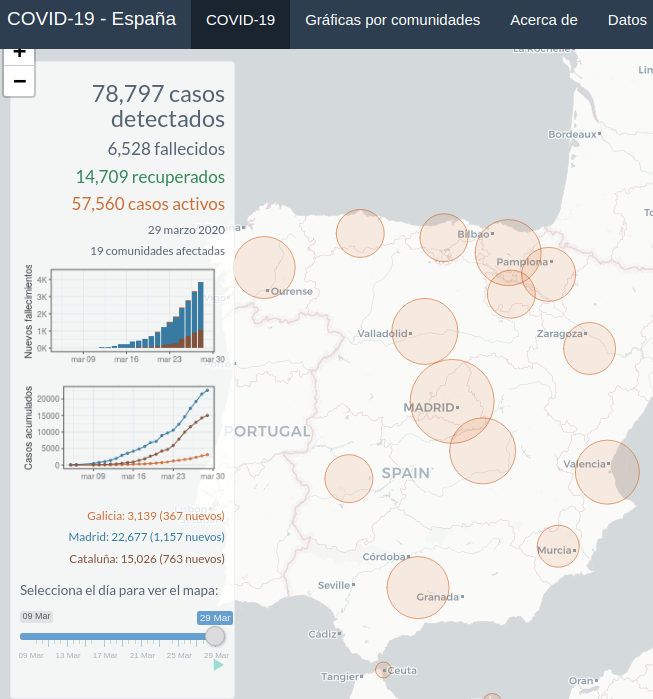 COVID-19 - España
COVID-19
Gráficas por comunidades
Acerca de
Datos
+
−
78,797 casos
detectados
6,528 fallecidos
14,709 recuperados
57,560 casos activos
29 marzo 2020
19 comunidades afectadas
Nuevos fallecimientos
4K
3K
2K
1K
0K
mar 09
mar 16
mar 23
mar 30
Casos acumulados
20000
15000
10000
5000
0
mar 09
mar 16
mar 23
mar 30
Galicia: 3,139 (367 nuevos)
Madrid: 22,677 (1,157 nuevos)
Cataluña: 15,026 (763 nuevos)
Selecciona el día para ver el mapa:
09 Mar
29 Mar
09 Mar
13 Mar
17 Mar
21 Mar
25 Mar
29 Mar
La Rochelle
Bordeaux
Bilbao
Pamplona
Vigo
Ourense
Valladolid
Zaragoza
MADRID
PORTUGAL
SPAIN
Valencia
Murcia
Córdoba
Seville
Granada
Cádiz
Ceuta
Tangier
Oran